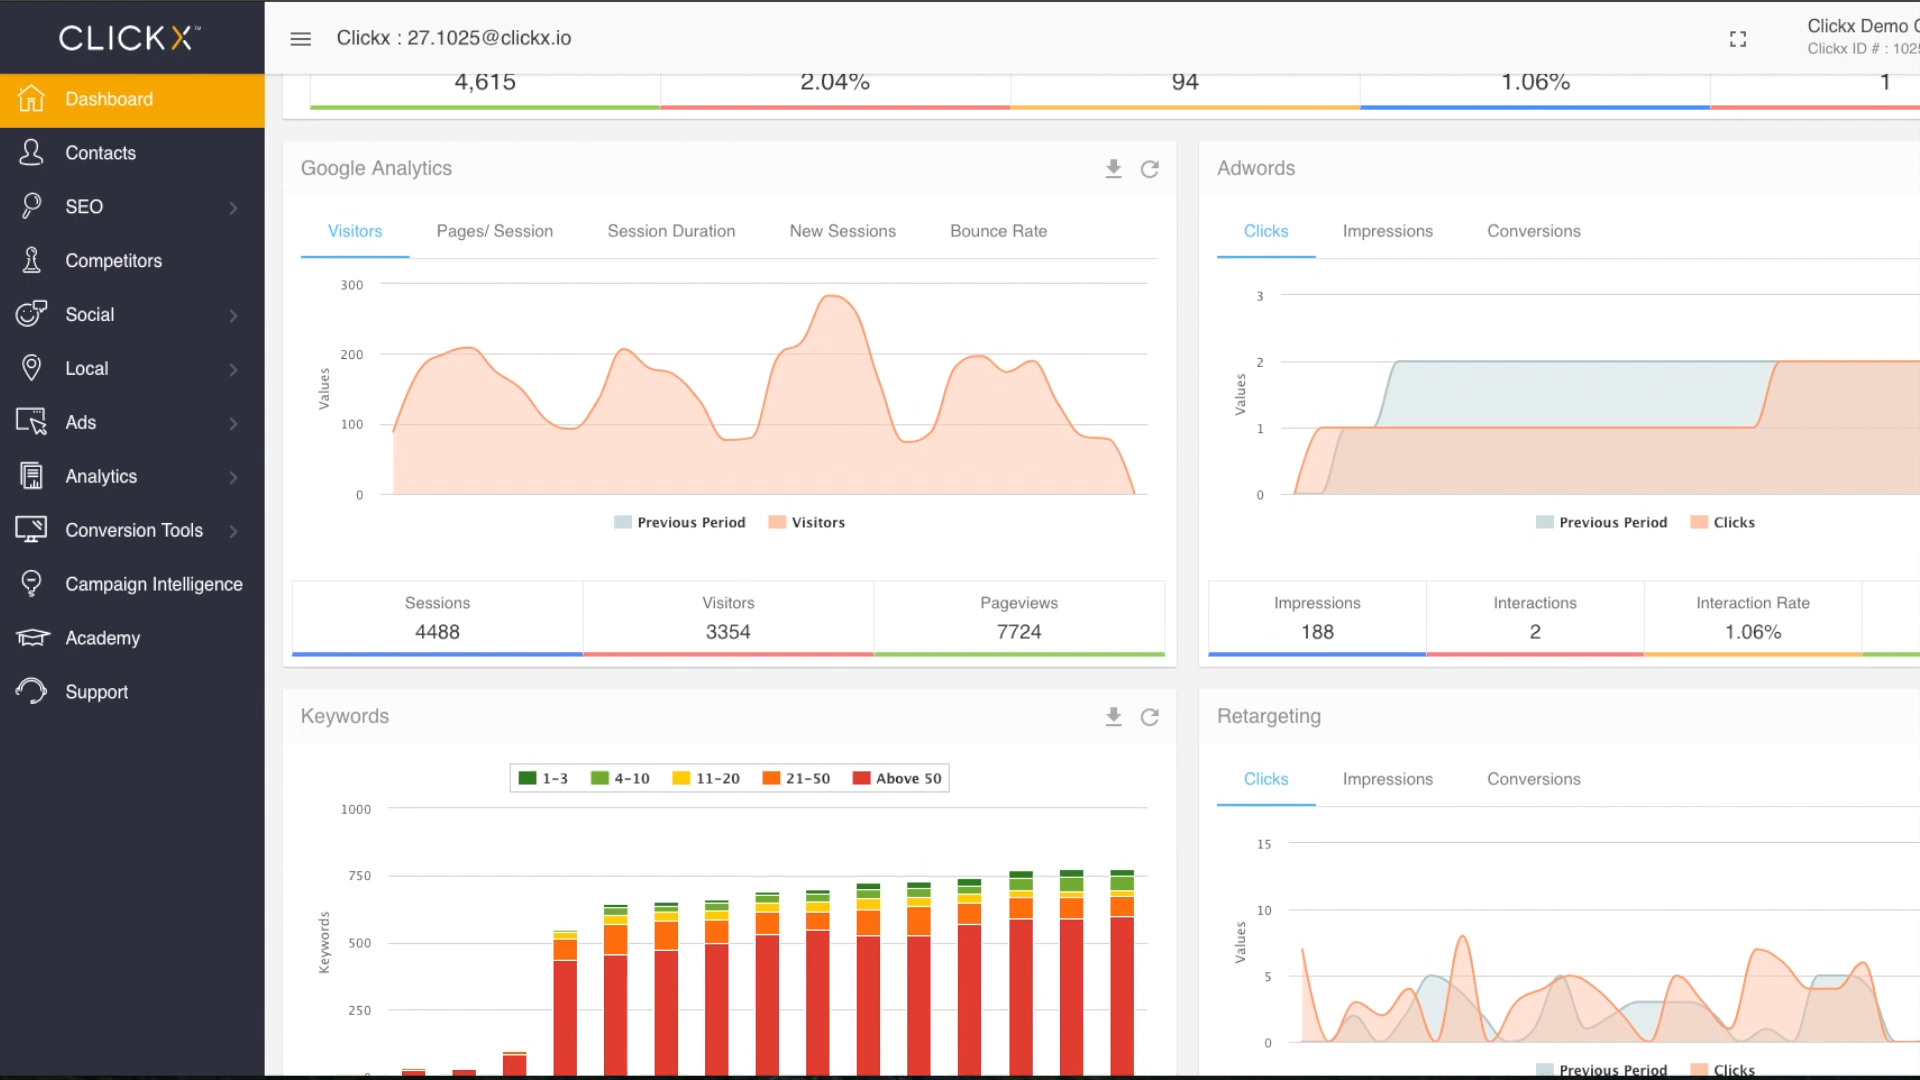 CLICKX™
Clickx : 27.1025@clickx.io
Clickx Demo
Clickx ID # : 102
Dashboard
Contacts
SEO
Competitors
Social
Local
Ads
Analytics
Conversion Tools
Campaign Intelligence
Academy
Support
4,615
2.04%
94
1.06%
1
Google Analytics
Visitors
Pages/ Session
Session Duration
New Sessions
Bounce Rate
300
200
100
0
Values
Previous Period
Visitors
Sessions
4488
Visitors
3354
Pageviews
7724
Adwords
Clicks
Impressions
Conversions
3
2
1
0
Values
Previous Period
Clicks
Impressions
188
Interactions
2
Interaction Rate
1.06%
Keywords
1-3
4-10
11-20
21-50
Above 50
1000
750
500
250
Keywords
Retargeting
Clicks
Impressions
Conversions
15
10
5
0
Values
Previous Period
Clicks